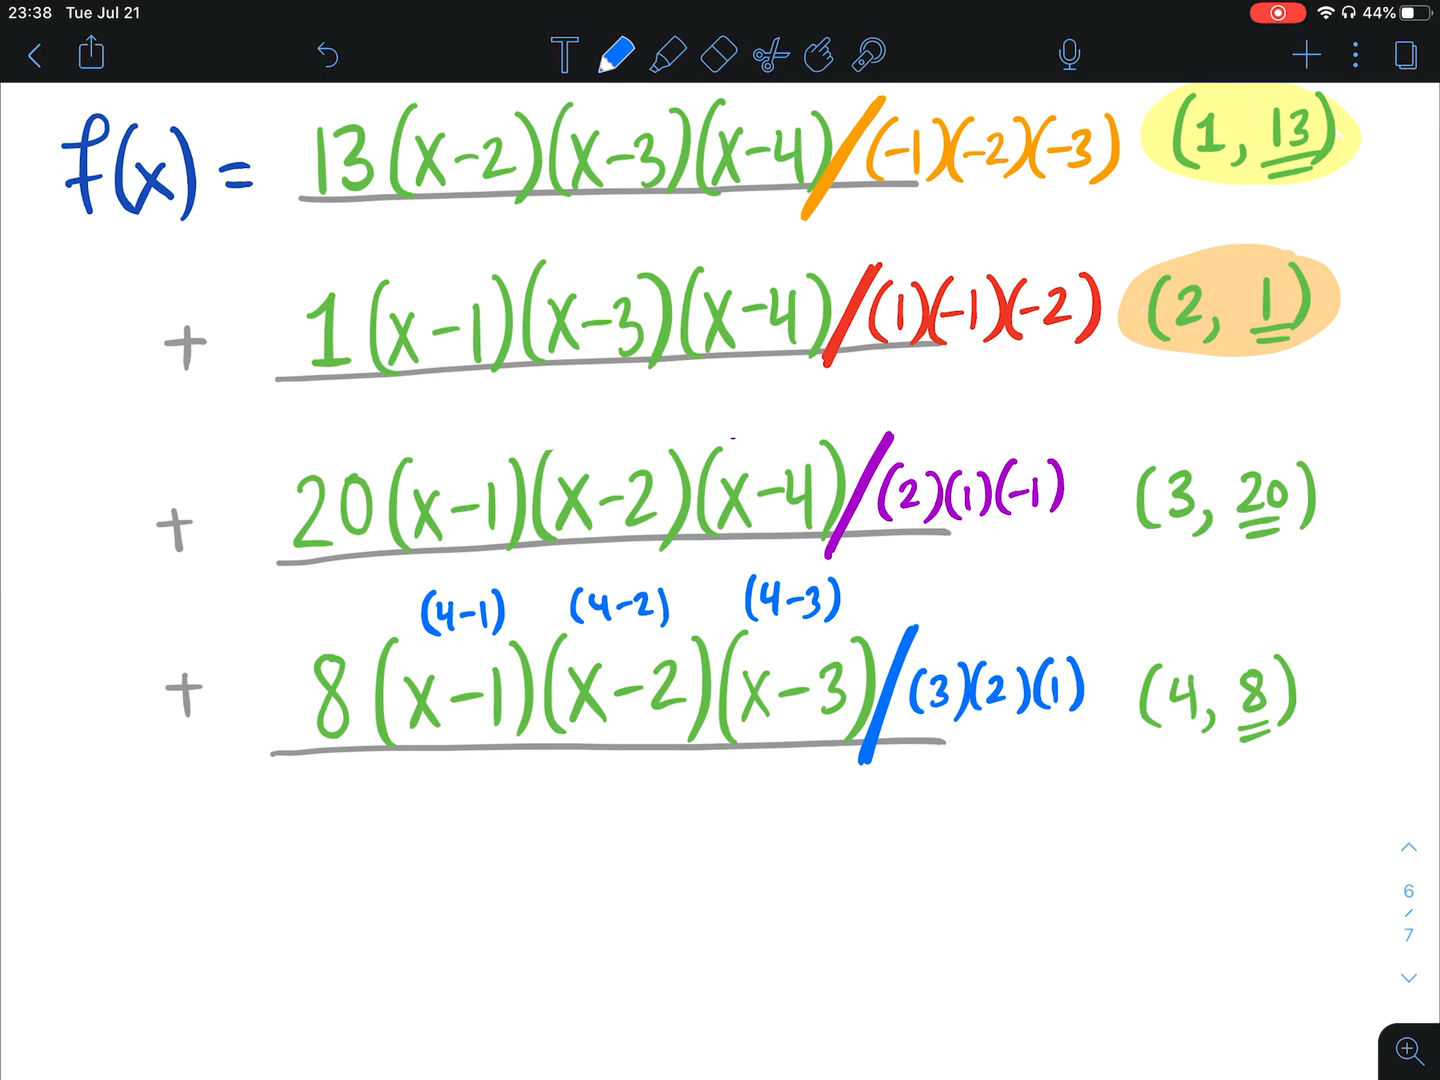 23:38 Tue Jul 21 44%
T
f(x) = 13(x-2)(x-3)(x-4)/(-1)(-2)(-3) (1, 13)
+ 1(x-1)(x-3)(x-4)/(1)(-1)(-2) (2, 1)
+ 20(x-1)(x-2)(x-4)/(2)(1)(-1) (3, 20)
(4-1) (4-2) (4-3)
+ 8(x-1)(x-2)(x-3)/(3)(2)(1) (4, 8)
6
/
7